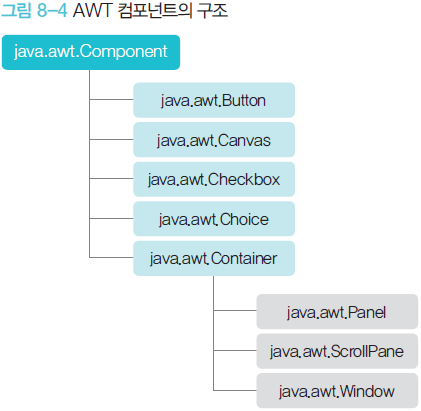 그림 8-4 AWT 컴포넌트의 구조
java.awt.Component
java.awt.Button
java.awt.Canvas
java.awt.Checkbox
java.awt.Choice
java.awt.Container
java.awt.Panel
java.awt.ScrollPane
java.awt.Window